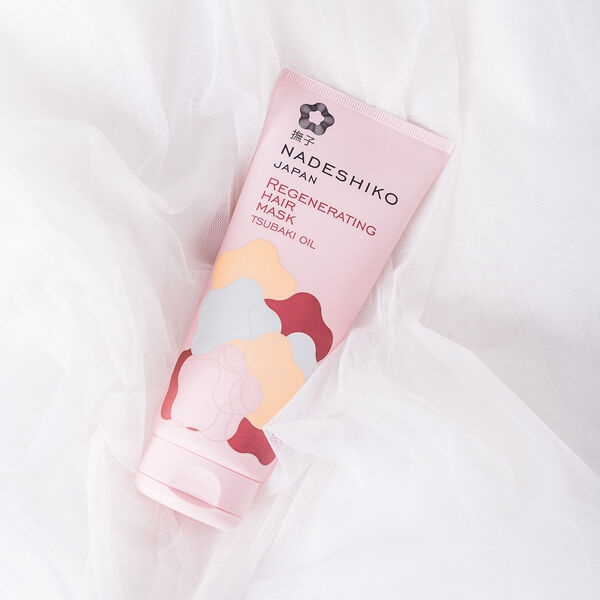 撫子
NADESHIKO
JAPAN
REGENERATING
HAIR
MASK
TSUBAKI OIL